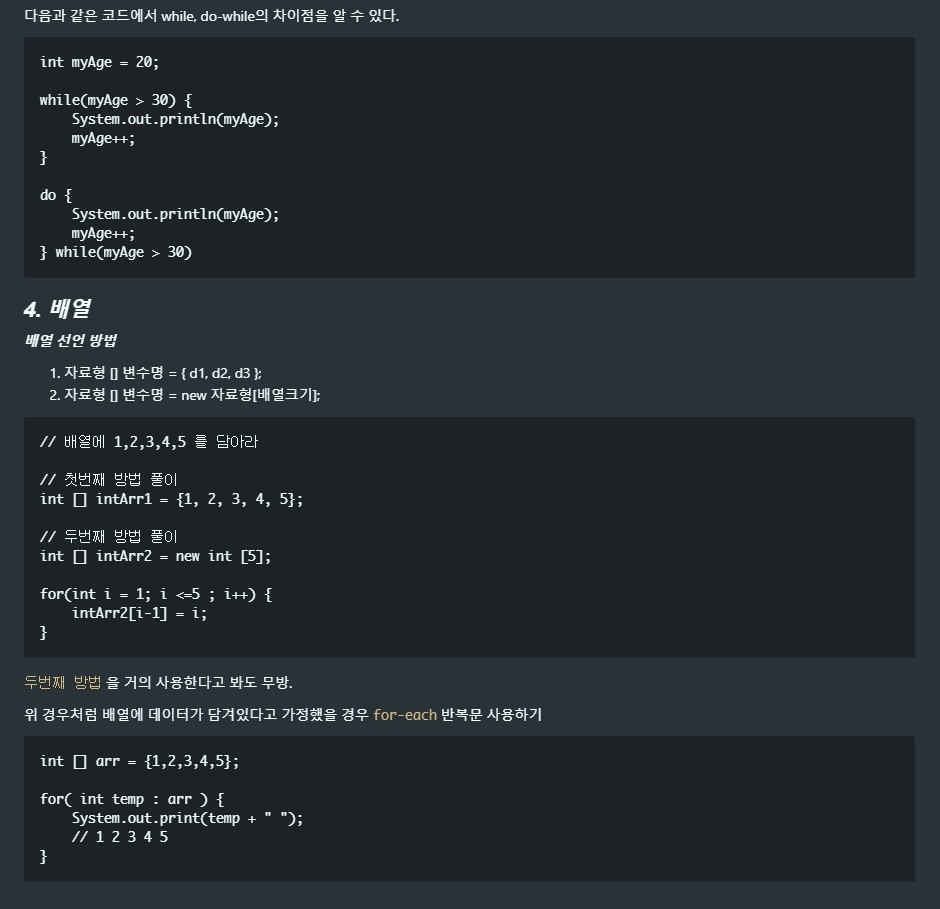 다음과 같은 코드에서 while, do-while의 차이점을 알 수 있다.
int myAge = 20;
while(myAge > 30) {
    System.out.println(myAge);
    myAge++;
}
do {
    System.out.println(myAge);
    myAge++;
} while(myAge > 30)
4. 배열
배열 선언 방법
1. 자료형 [] 변수명 = { d1, d2, d3 };
2. 자료형 [] 변수명 = new 자료형[배열크기];
// 배열에 1,2,3,4,5 를 담아라
// 첫번째 방법 풀이
int [] intArr1 = {1, 2, 3, 4, 5};
// 두번째 방법 풀이
int [] intArr2 = new int [5];
for(int i = 1; i <=5 ; i++) {
    intArr2[i-1] = i;
}
두번째 방법 을 거의 사용한다고 봐도 무방.
위 경우처럼 배열에 데이터가 담겨있다고 가정했을 경우 for-each 반복문 사용하기
int [] arr = {1,2,3,4,5};
for( int temp : arr ) {
    System.out.print(temp + " ");
    // 1 2 3 4 5
}